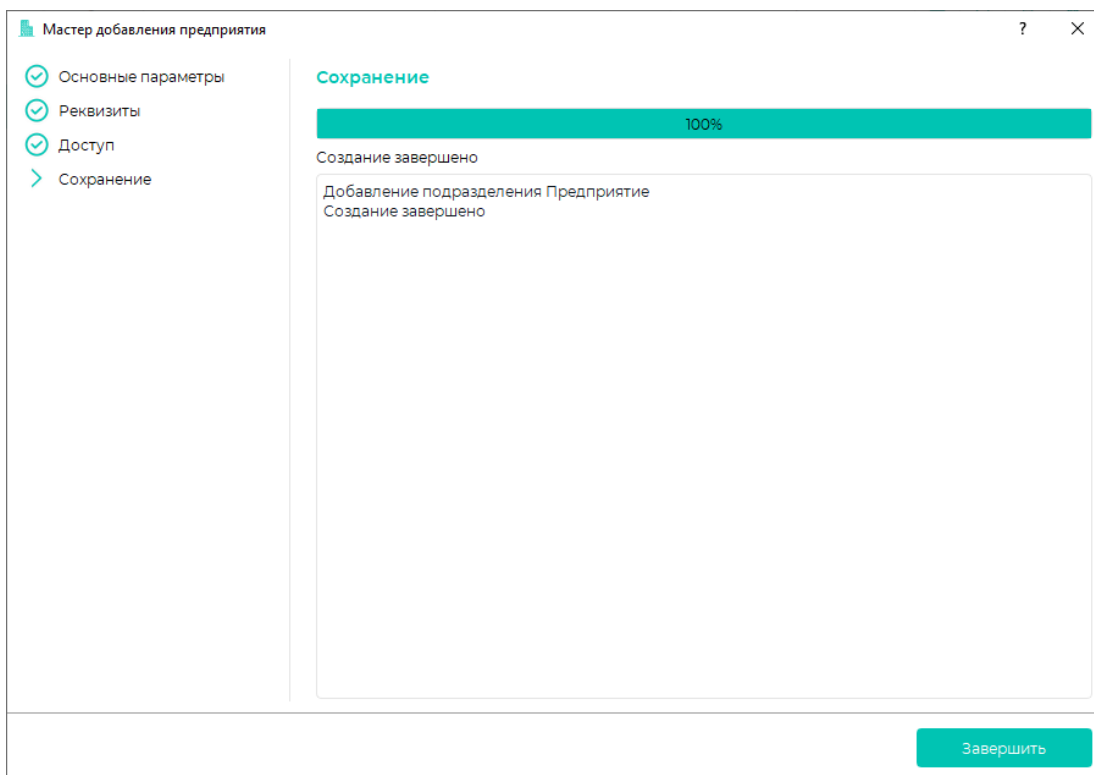 Мастер добавления предприятия
?
Основные параметры
Реквизиты
Доступ
Сохранение
Сохранение
100%
Создание завершено
Добавление подразделения Предприятие
Создание завершено
Завершить